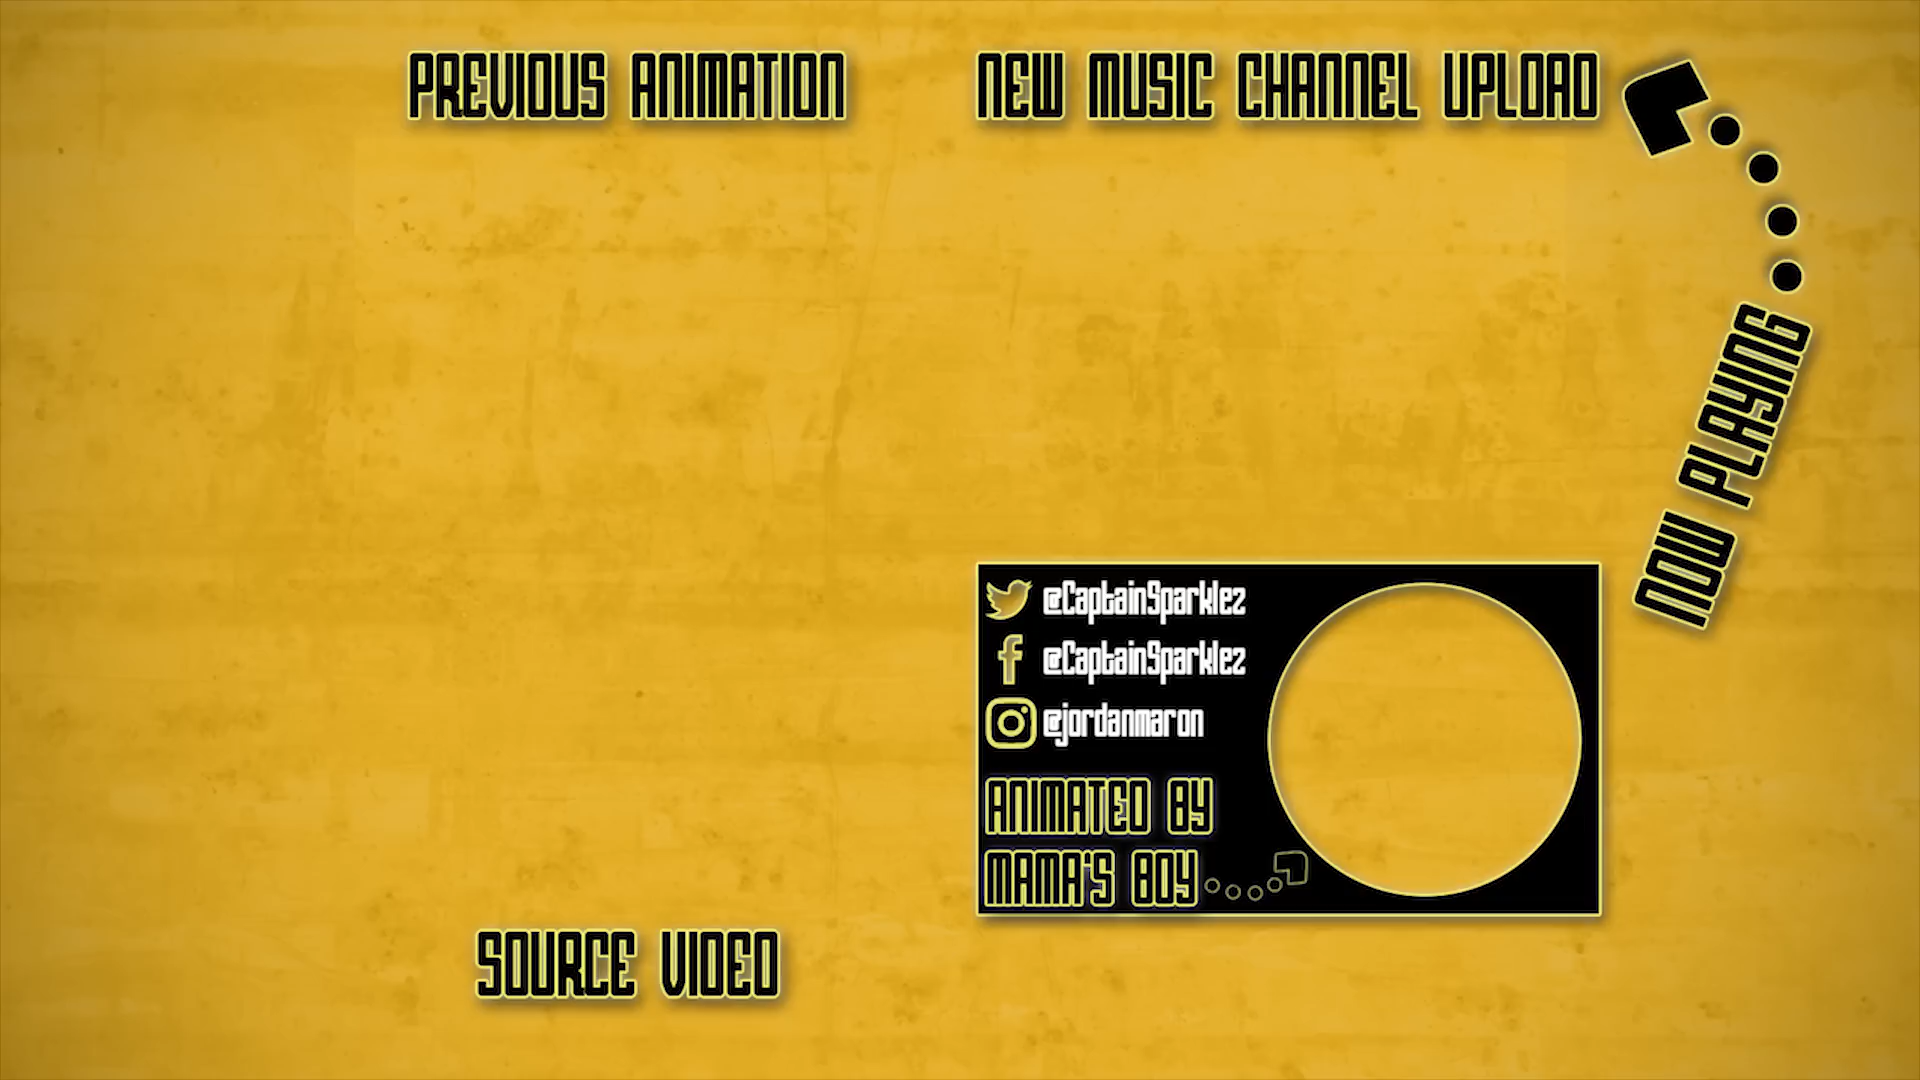 PREVIOUS ANIMATION
NEW MUSIC CHANNEL UPLOAD
NOW PLAYING
@CaptainSparklez
@CaptainSparklez
@jordanmaron
ANIMATED BY
MAMA'S BOY
SOURCE VIDEO